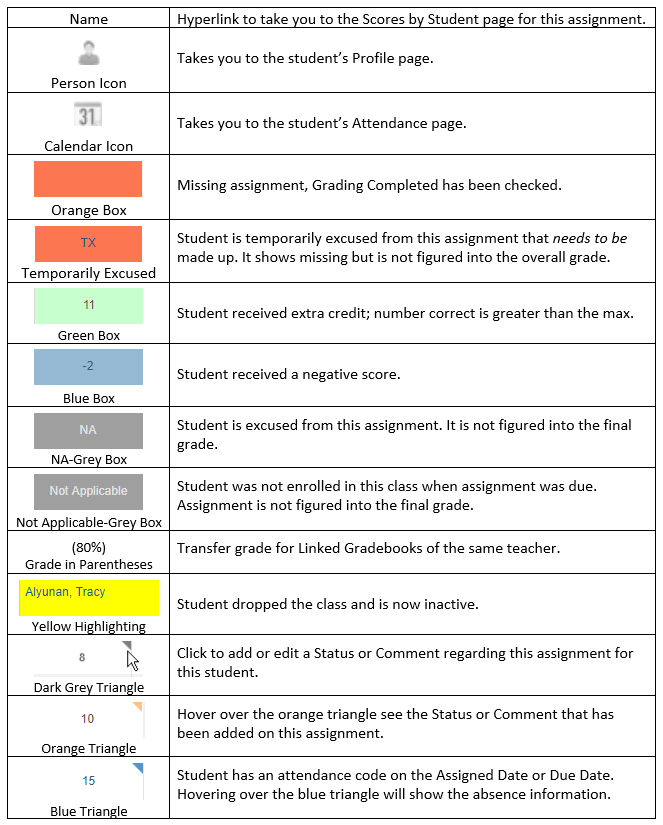 Name
Hyperlink to take you to the Scores by Student page for this assignment.
Person Icon
Takes you to the student’s Profile page.
31
Calendar Icon
Takes you to the student’s Attendance page.
Orange Box
Missing assignment, Grading Completed has been checked.
TX
Temporarily Excused
Student is temporarily excused from this assignment that needs to be
made up. It shows missing but is not figured into the overall grade.
11
Green Box
Student received extra credit; number correct is greater than the max.
-2
Blue Box
Student received a negative score.
NA
NA-Grey Box
Student is excused from this assignment. It is not figured into the final
grade.
Not Applicable
Not Applicable-Grey Box
Student was not enrolled in this class when assignment was due.
Assignment is not figured into the final grade.
(80%)
Grade in Parentheses
Transfer grade for Linked Gradebooks of the same teacher.
Alyunan, Tracy
Yellow Highlighting
Student dropped the class and is now inactive.
8
Dark Grey Triangle
Click to add or edit a Status or Comment regarding this assignment for
this student.
10
Orange Triangle
Hover over the orange triangle see the Status or Comment that has
been added on this assignment.
15
Blue Triangle
Student has an attendance code on the Assigned Date or Due Date.
Hovering over the blue triangle will show the absence information.